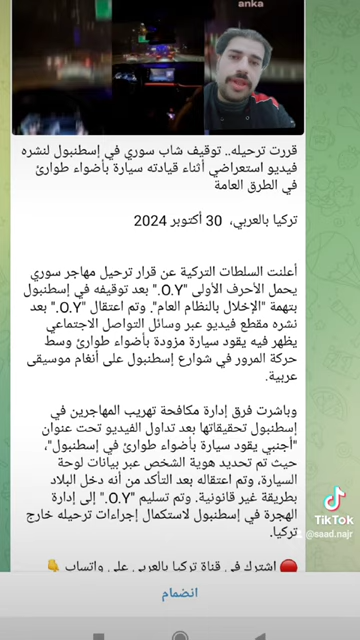 anka
قررت ترحيله.. توقيف شاب سوري في إسطنبول لنشره
فيديو استعراضي أثناء قيادته سيارة بأضواء طوارئ
في الطرق العامة
تركيا بالعربي، 30 أكتوبر 2024
أعلنت السلطات التركية عن قرار ترحيل مهاجر سوري
يحمل الأحرف الأولى "O.Y." بعد توقيفه في إسطنبول
بتهمة "الإخلال بالنظام العام". وتم اعتقال "O.Y." بعد
نشره مقطع فيديو عبر وسائل التواصل الاجتماعي
يظهر فيه يقود سيارة مزودة بأضواء طوارئ وسط
حركة المرور في شوارع إسطنبول على أنغام موسيقى
عربية.
وباشرت فرق إدارة مكافحة تهريب المهاجرين في
إسطنبول تحقيقاتها بعد تداول الفيديو تحت عنوان
"أجنبي يقود سيارة بأضواء طوارئ في إسطنبول"،
حيث تم تحديد هوية الشخص عبر بيانات لوحة
السيارة، وتم اعتقاله بعد التأكد من أنه دخل البلاد
بطريقة غير قانونية. وتم تسليم "O.Y." إلى إدارة
الهجرة في إسطنبول لاستكمال إجراءات ترحيله خارج
تركيا.
🔴 اشترك في قناة تركيا بالعربي على واتساب 👇
انضمام
TikTok
@saad.najr